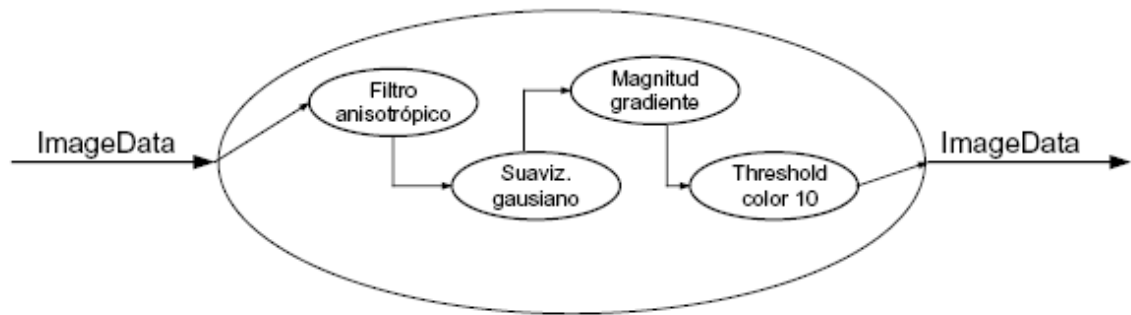 ImageData
Filtro
anisotrópico
Suaviz.
gausiano
Magnitud
gradiente
Threshold
color 10
ImageData